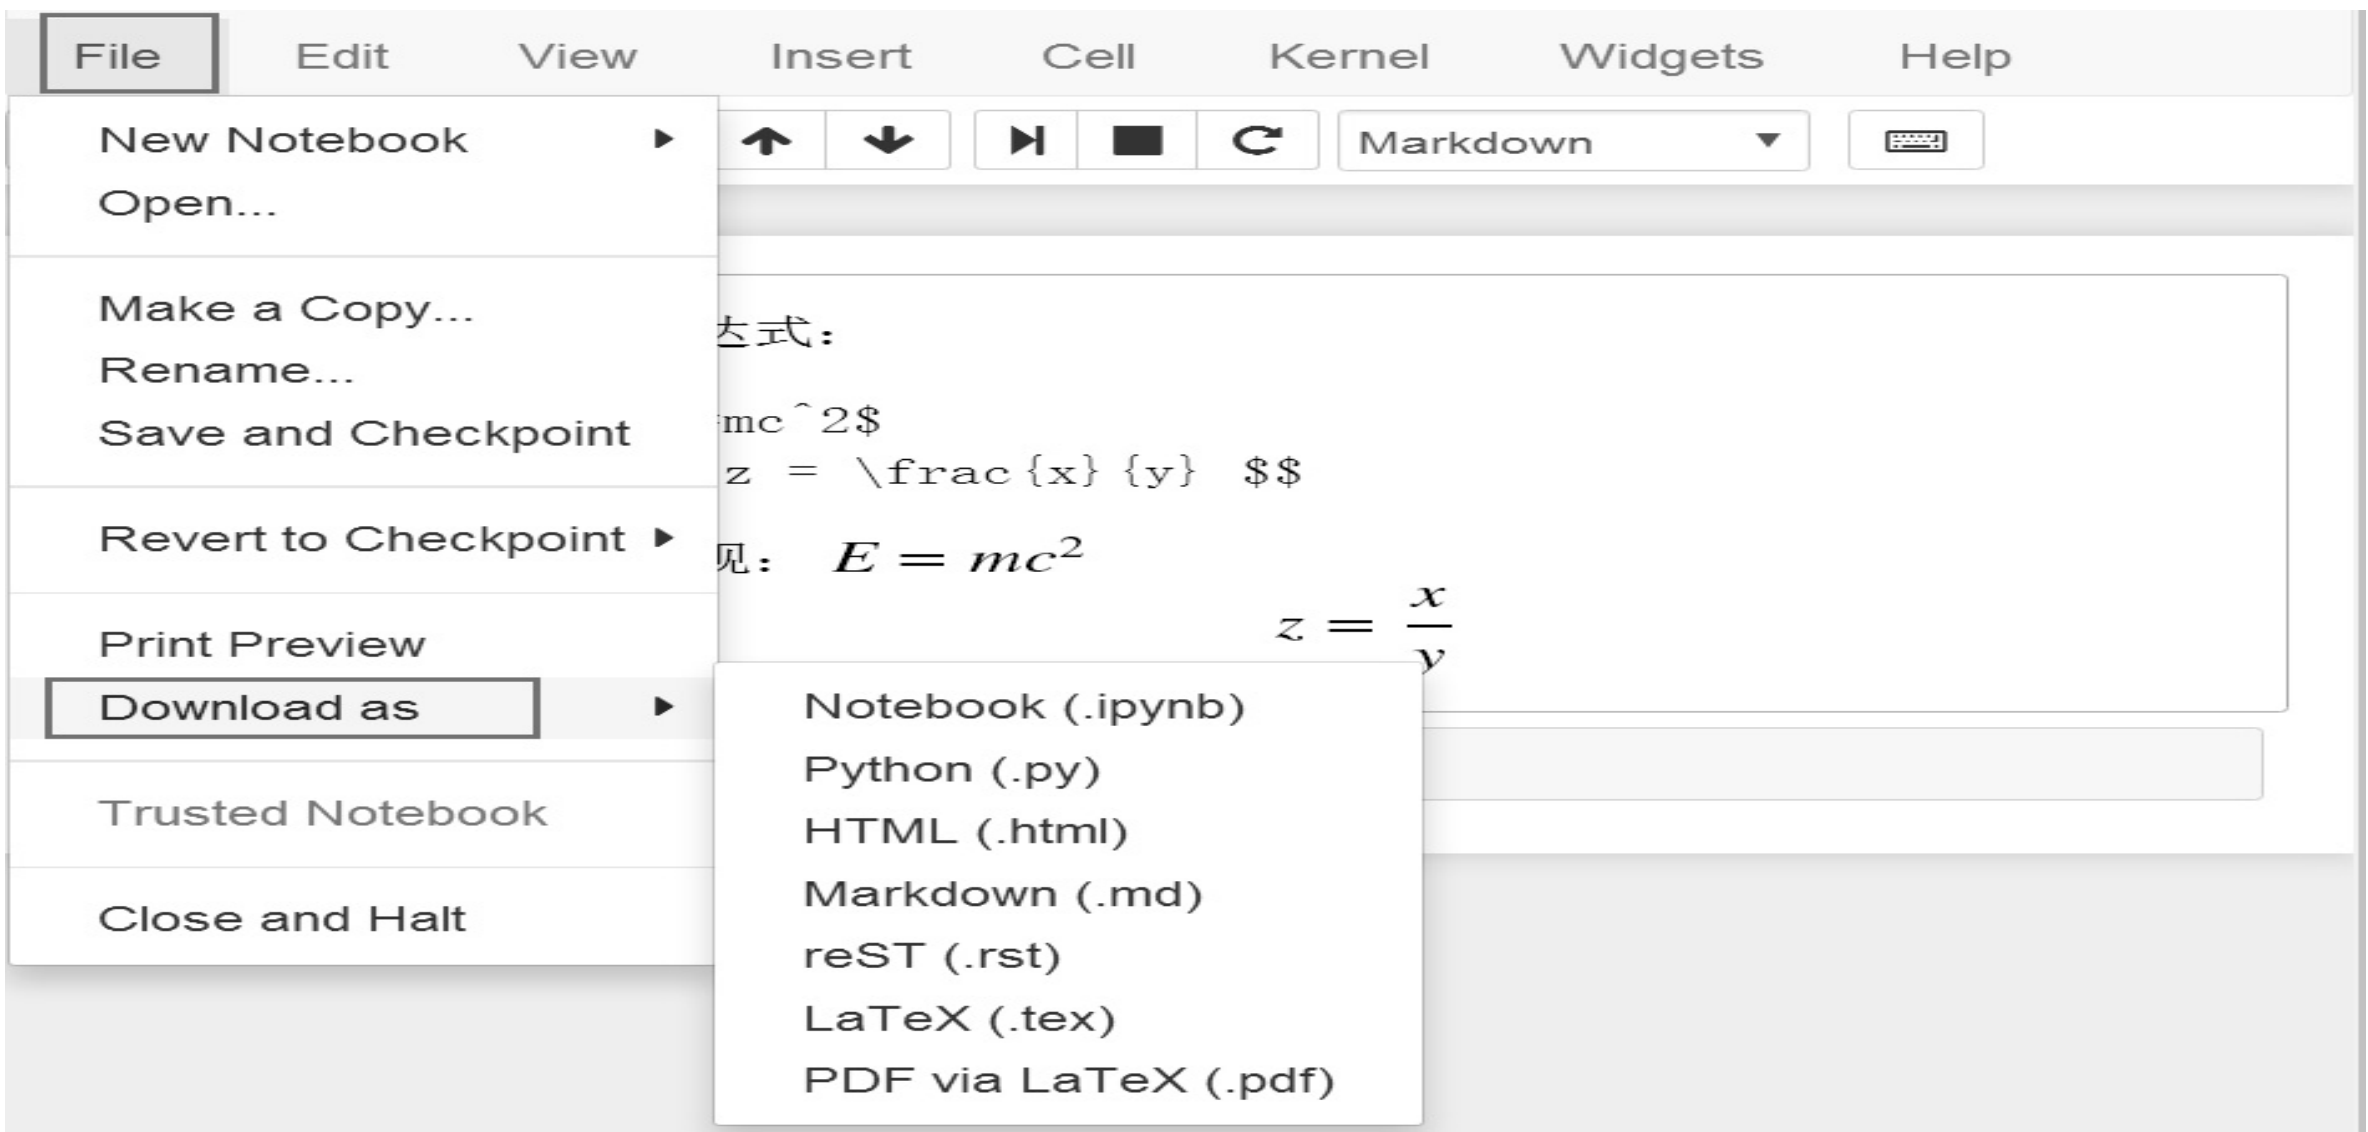 File Edit View Insert Cell Kernel Widgets Help
New Notebook
Markdown
Open...
Make a Copy...
达式：
Rename...
Save and Checkpoint
mc^2$
z = \frac{x}{y} $$
Revert to Checkpoint
现： E = mc²
z = x/y
Print Preview
Download as
Notebook (.ipynb)
Python (.py)
HTML (.html)
Markdown (.md)
reST (.rst)
LaTeX (.tex)
PDF via LaTeX (.pdf)
Trusted Notebook
Close and Halt